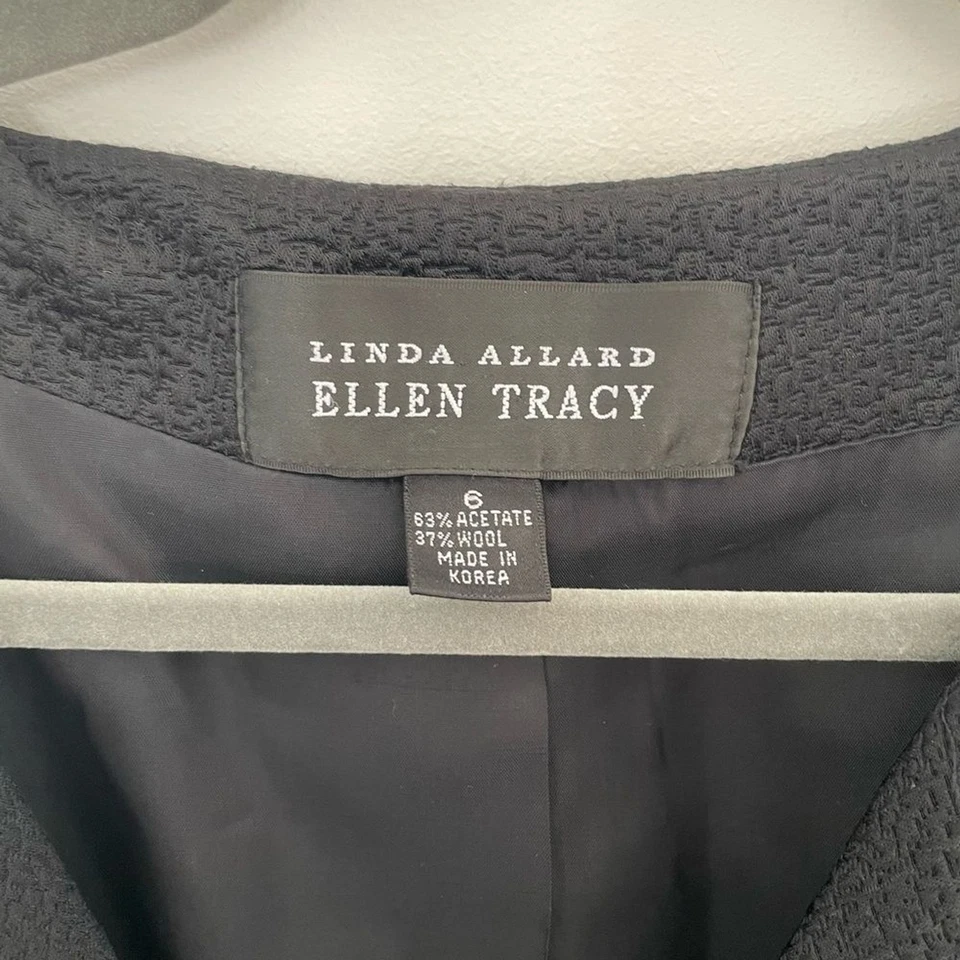 LINDA ALLARD
ELLEN TRACY
6
63% ACETATE
37% WOOL
MADE IN
KOREA